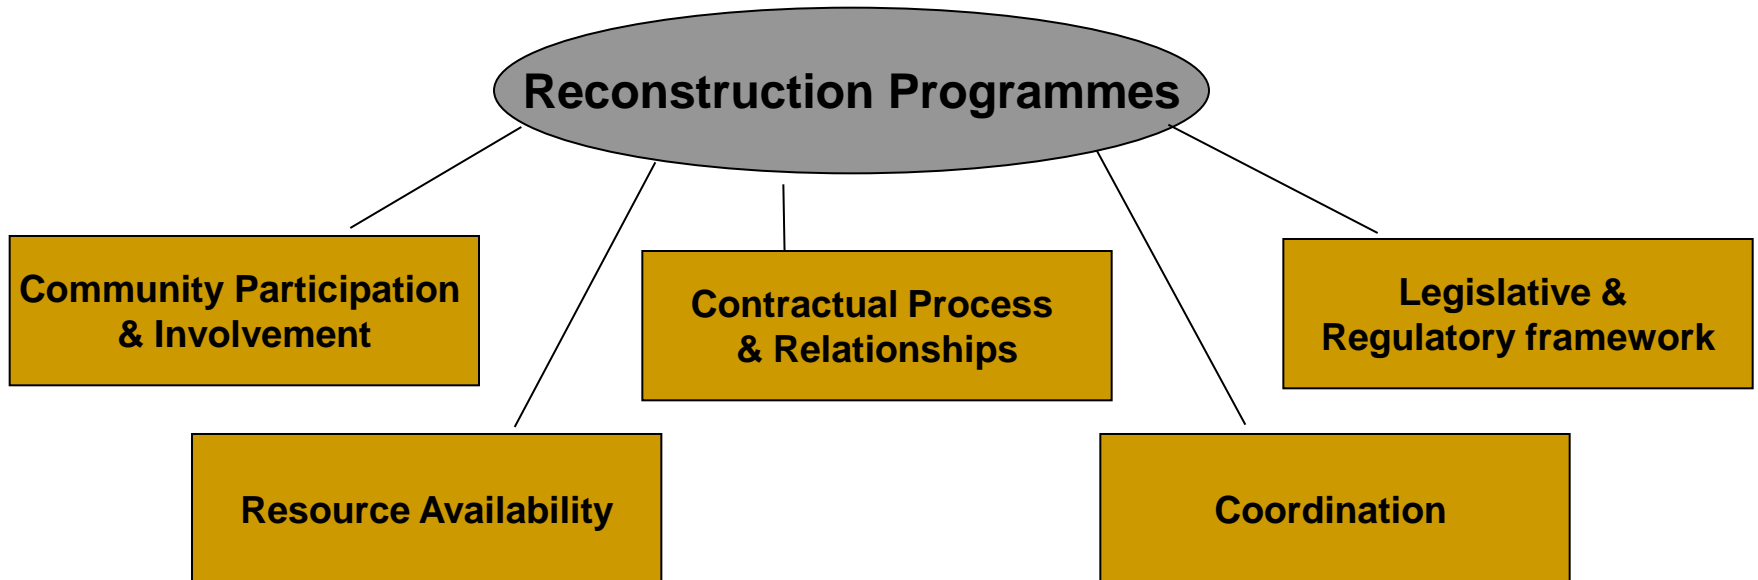 Reconstruction Programmes
Community Participation
& Involvement
Contractual Process
& Relationships
Legislative &
Regulatory framework
Resource Availability
Coordination